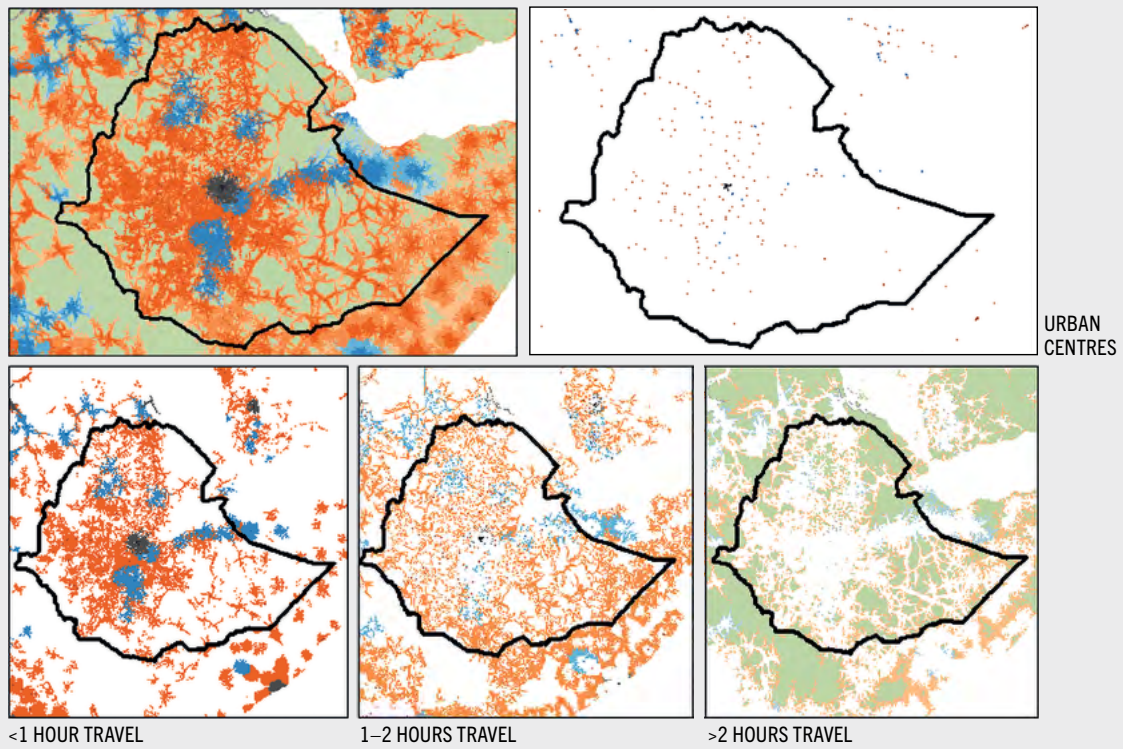 URBAN
CENTRES
<1 HOUR TRAVEL
1–2 HOURS TRAVEL
>2 HOURS TRAVEL